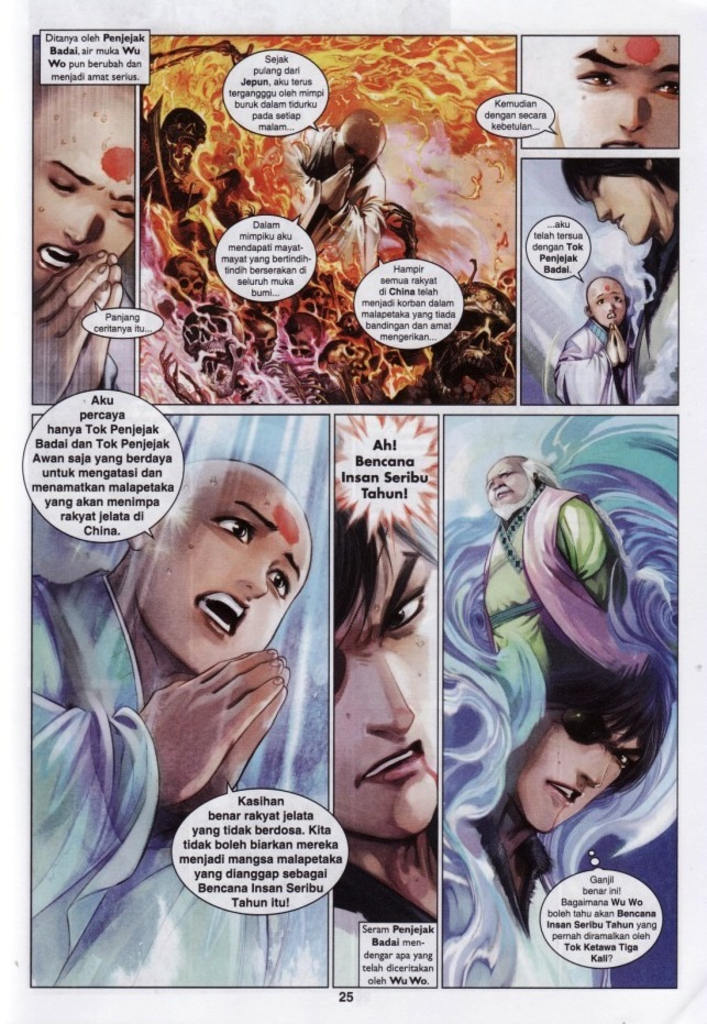 Ditanya oleh Penjejak
Badai, air muka Wu
Wo pun berubah dan
menjadi amat serius.
Panjang
ceritanya itu...
Sejak
pulang dari
Jepun, aku terus
tergangggu oleh mimpi
buruk dalam tidurku
pada setiap
malam...
Dalam
mimpiku aku
mendapati mayat-
mayat yang bertindih-
tindih berserakan di
seluruh muka
bumi...
Hampir
semua rakyat
di China telah
menjadi korban dalam
malapetaka yang tiada
bandingan dan amat
mengerikan...
Kemudian
dengan secara
kebetulan...
...aku
telah tersua
dengan Tok
Penjejak
Badai.
Aku
percaya
hanya Tok Penjejak
Badai dan Tok Penjejak
Awan saja yang berdaya
untuk mengatasi dan
menamatkan malapetaka
yang akan menimpa
rakyat jelata di
China.
Kasihan
benar rakyat jelata
yang tidak berdosa. Kita
tidak boleh biarkan mereka
menjadi mangsa malapetaka
yang dianggap sebagai
Bencana Insan Seribu
Tahun itu!
Ah!
Bencana
Insan Seribu
Tahun!
Seram Penjejak
Badai men-
dengar apa yang
telah diceritakan
oleh Wu Wo.
Ganjil
benar ini!
Bagaimana Wu Wo
boleh tahu akan Bencana
Insan Seribu Tahun yang
pernah diramalkan oleh
Tok Ketawa Tiga
Kali?
25